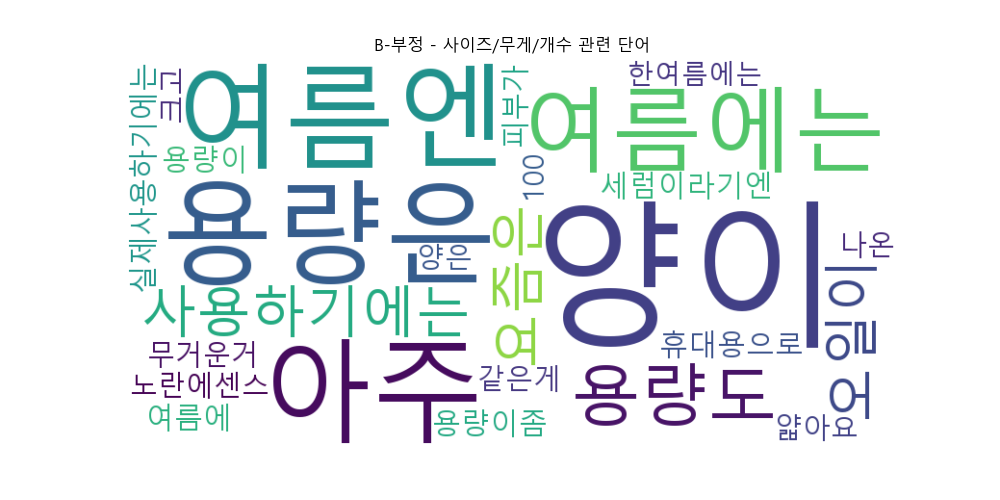 B-부정 - 사이즈/무게/개수 관련 단어
실제사용하기에는
크고
여름엔
피부가
한여름에는
여름에는
용량이
100
세럼이라기엔
용량은
양은
요즘은
양이
나온
오일이
사용하기에는
무거운거
노란에센스
여름에
아주
같은게
용량이좀
휴대용으로
용량도
얇아요